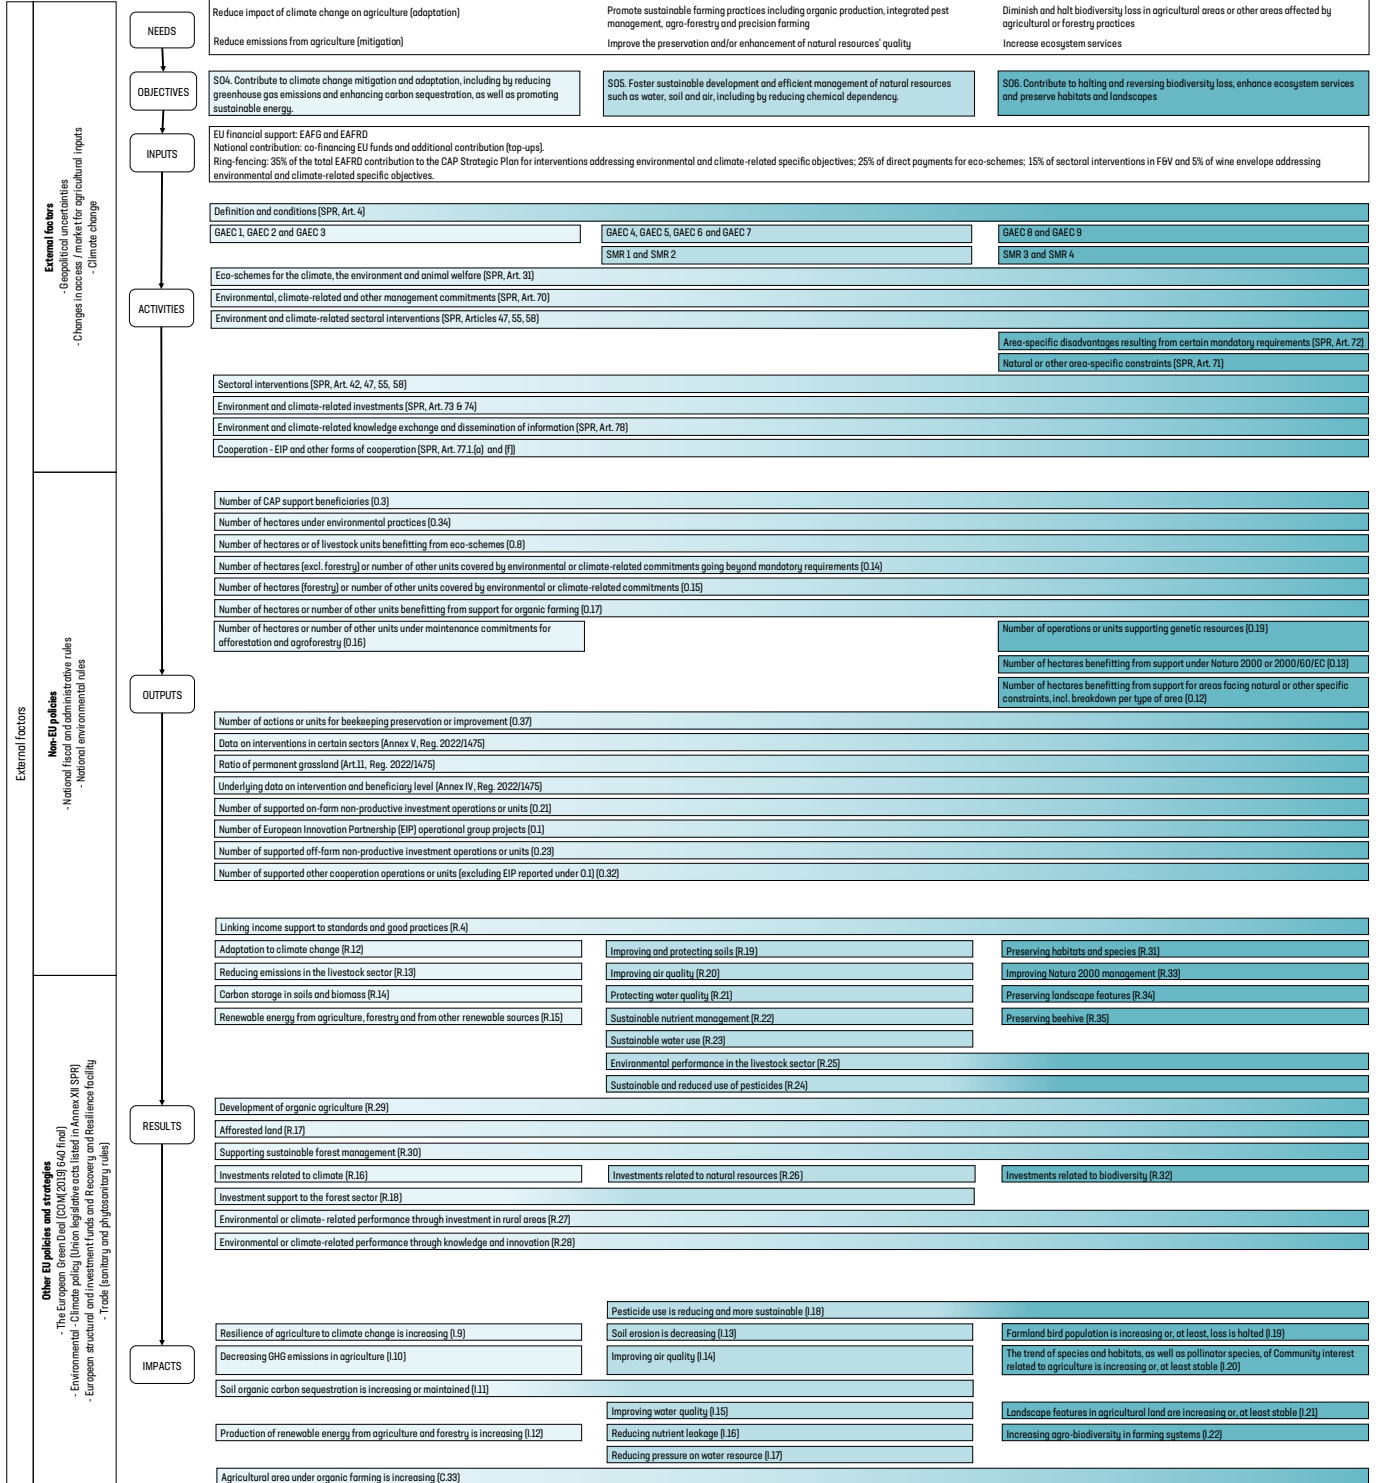 NEEDS
Reduce impact of climate change on agriculture (adaptation)
Reduce emissions from agriculture (mitigation)
Promote sustainable farming practices including organic production, integrated pest
management, agro-forestry and precision farming
Improve the preservation and/or enhancement of natural resources' quality
Diminish and halt biodiversity loss in agricultural areas or other areas affected by
agricultural or forestry practices
Increase ecosystem services
OBJECTIVES
SO4. Contribute to climate change mitigation and adaptation, including by reducing
greenhouse gas emissions and enhancing carbon sequestration, as well as promoting
sustainable energy.
SO5. Foster sustainable development and efficient management of natural resources
such as water, soil and air, including by reducing chemical dependency.
SO6. Contribute to halting and reversing biodiversity loss, enhance ecosystem services
and preserve habitats and landscapes
INPUTS
EU financial support: EAFG and EAFRD
National contribution: co-financing EU funds and additional contribution (top-ups).
Ring-fencing: 35% of the total EAFRD contribution to the CAP Strategic Plan for interventions addressing environmental and climate-related specific objectives; 25% of direct payments for eco-schemes; 15% of sectoral interventions in F&V and 5% of wine envelope addressing
environmental and climate-related specific objectives.
ACTIVITIES
Definition and conditions (SPR, Art. 4)
GAEC 1, GAEC 2 and GAEC 3
GAEC 4, GAEC 5, GAEC 6 and GAEC 7
GAEC 8 and GAEC 9
SMR 1 and SMR 2
SMR 3 and SMR 4
Eco-schemes for the climate, the environment and animal welfare (SPR, Art. 31)
Environmental, climate-related and other management commitments (SPR, Art. 70)
Environment and climate-related sectoral interventions (SPR, Articles 47, 55, 58)
Area-specific disadvantages resulting from certain mandatory requirements (SPR, Art. 72)
Natural or other area-specific constraints (SPR, Art. 71)
Sectoral interventions (SPR, Art. 42, 47, 55, 58)
Environment and climate-related investments (SPR, Art. 73 & 74)
Environment and climate-related knowledge exchange and dissemination of information (SPR, Art. 78)
Cooperation - EIP and other forms of cooperation (SPR, Art. 77.1.(a) and (f))
OUTPUTS
Number of CAP support beneficiaries (O.3)
Number of hectares under environmental practices (O.34)
Number of hectares or of livestock units benefitting from eco-schemes (O.8)
Number of hectares (excl. forestry) or number of other units covered by environmental or climate-related commitments going beyond mandatory requirements (O.14)
Number of hectares (forestry) or number of other units covered by environmental or climate-related commitments (O.15)
Number of hectares or number of other units benefitting from support for organic farming (O.17)
Number of hectares or number of other units under maintenance commitments for
afforestation and agroforestry (O.16)
Number of operations or units supporting genetic resources (O.19)
Number of hectares benefitting from support under Natura 2000 or 2000/60/EC (O.13)
Number of hectares benefitting from support for areas facing natural or other specific
constraints, incl. breakdown per type of area (O.12)
Number of actions or units for beekeeping preservation or improvement (O.37)
Data on interventions in certain sectors (Annex V, Reg. 2022/1475)
Ratio of permanent grassland (Art.11, Reg. 2022/1475)
Underlying data on intervention and beneficiary level (Annex IV, Reg. 2022/1475)
Number of supported on-farm non-productive investment operations or units (O.21)
Number of European Innovation Partnership (EIP) operational group projects (O.1)
Number of supported off-farm non-productive investment operations or units (O.23)
Number of supported other cooperation operations or units (excluding EIP reported under O.1) (O.32)
RESULTS
Linking income support to standards and good practices (R.4)
Adaptation to climate change (R.12)
Improving and protecting soils (R.19)
Preserving habitats and species (R.31)
Reducing emissions in the livestock sector (R.13)
Improving air quality (R.20)
Improving Natura 2000 management (R.33)
Carbon storage in soils and biomass (R.14)
Protecting water quality (R.21)
Preserving landscape features (R.34)
Renewable energy from agriculture, forestry and from other renewable sources (R.15)
Sustainable nutrient management (R.22)
Preserving beehive (R.35)
Sustainable water use (R.23)
Environmental performance in the livestock sector (R.25)
Sustainable and reduced use of pesticides (R.24)
Development of organic agriculture (R.29)
Afforested land (R.17)
Supporting sustainable forest management (R.30)
Investments related to climate (R.16)
Investments related to natural resources (R.26)
Investments related to biodiversity (R.32)
Investment support to the forest sector (R.18)
Environmental or climate- related performance through investment in rural areas (R.27)
Environmental or climate-related performance through knowledge and innovation (R.28)
IMPACTS
Pesticide use is reducing and more sustainable (I.18)
Resilience of agriculture to climate change is increasing (I.9)
Soil erosion is decreasing (I.13)
Farmland bird population is increasing or, at least, loss is halted (I.19)
Decreasing GHG emissions in agriculture (I.10)
Improving air quality (I.14)
The trend of species and habitats, as well as pollinator species, of Community interest
related to agriculture is increasing or, at least stable (I.20)
Soil organic carbon sequestration is increasing or maintained (I.11)
Improving water quality (I.15)
Landscape features in agricultural land are increasing or, at least stable (I.21)
Production of renewable energy from agriculture and forestry is increasing (I.12)
Reducing nutrient leakage (I.16)
Increasing agro-biodiversity in farming systems (I.22)
Reducing pressure on water resource (I.17)
Agricultural area under organic farming is increasing (C.33)
External factors
External factors
- Geopolitical uncertainties
- Changes in access / market for agricultural inputs
- Climate change
Non-EU policies
- National fiscal and administrative rules
- National environmental rules
Other EU policies and strategies
- The European Green Deal (COM(2019) 640 final)
- Environmental - Climate policy (Union legislative acts listed in Annex XII SPR)
- European structural and investment funds and Recovery and Resilience facility
- Trade (sanitary and phytosanitary rules)